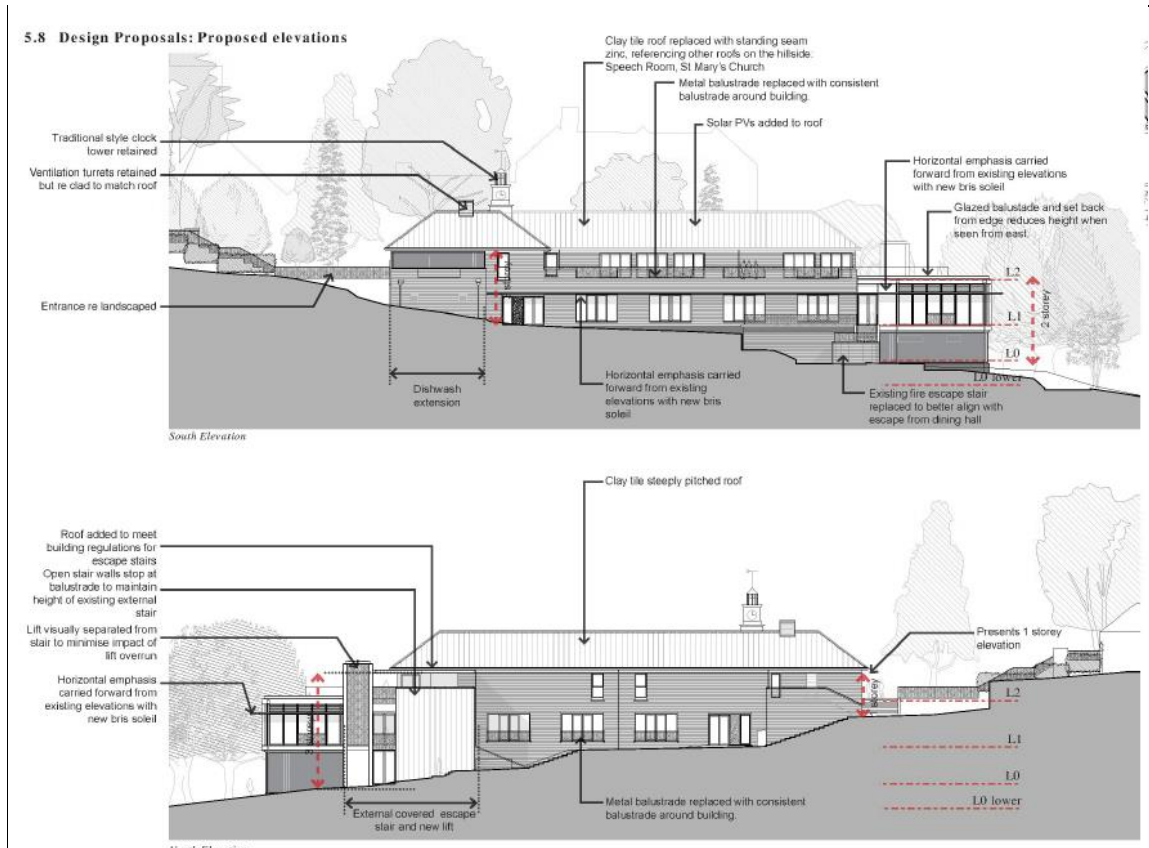 5.8 Design Proposals: Proposed elevations
Clay tile roof replaced with standing seam
zinc, referencing other roofs on the hillside:
Speech Room, St Mary's Church
Metal balustrade replaced with consistent
balustrade around building.
Solar PVs added to roof
Traditional style clock
tower retained
Ventilation turrets retained
but re clad to match roof
Horizontal emphasis carried
forward from existing elevations
with new bris soleil
Glazed balustade and set back
from edge reduces height when
seen from east.
Entrance re landscaped
L2
L1
L0
L0 lower
2 storey
Dishwash
extension
Horizontal emphasis carried
forward from existing
elevations with new bris
soleil
Existing fire escape stair
replaced to better align with
escape from dining hall
South Elevation
Clay tile steeply pitched roof
Roof added to meet
building regulations for
escape stairs
Open stair walls stop at
balustrade to maintain
height of existing external
stair
Lift visually separated from
stair to minimise impact of
lift overrun
Horizontal emphasis
carried forward from
existing elevations with
new bris soleil
Presents 1 storey
elevation
storey
L2
L1
L0
L0 lower
External covered escape
stair and new lift
Metal balustrade replaced with consistent
balustrade around building.